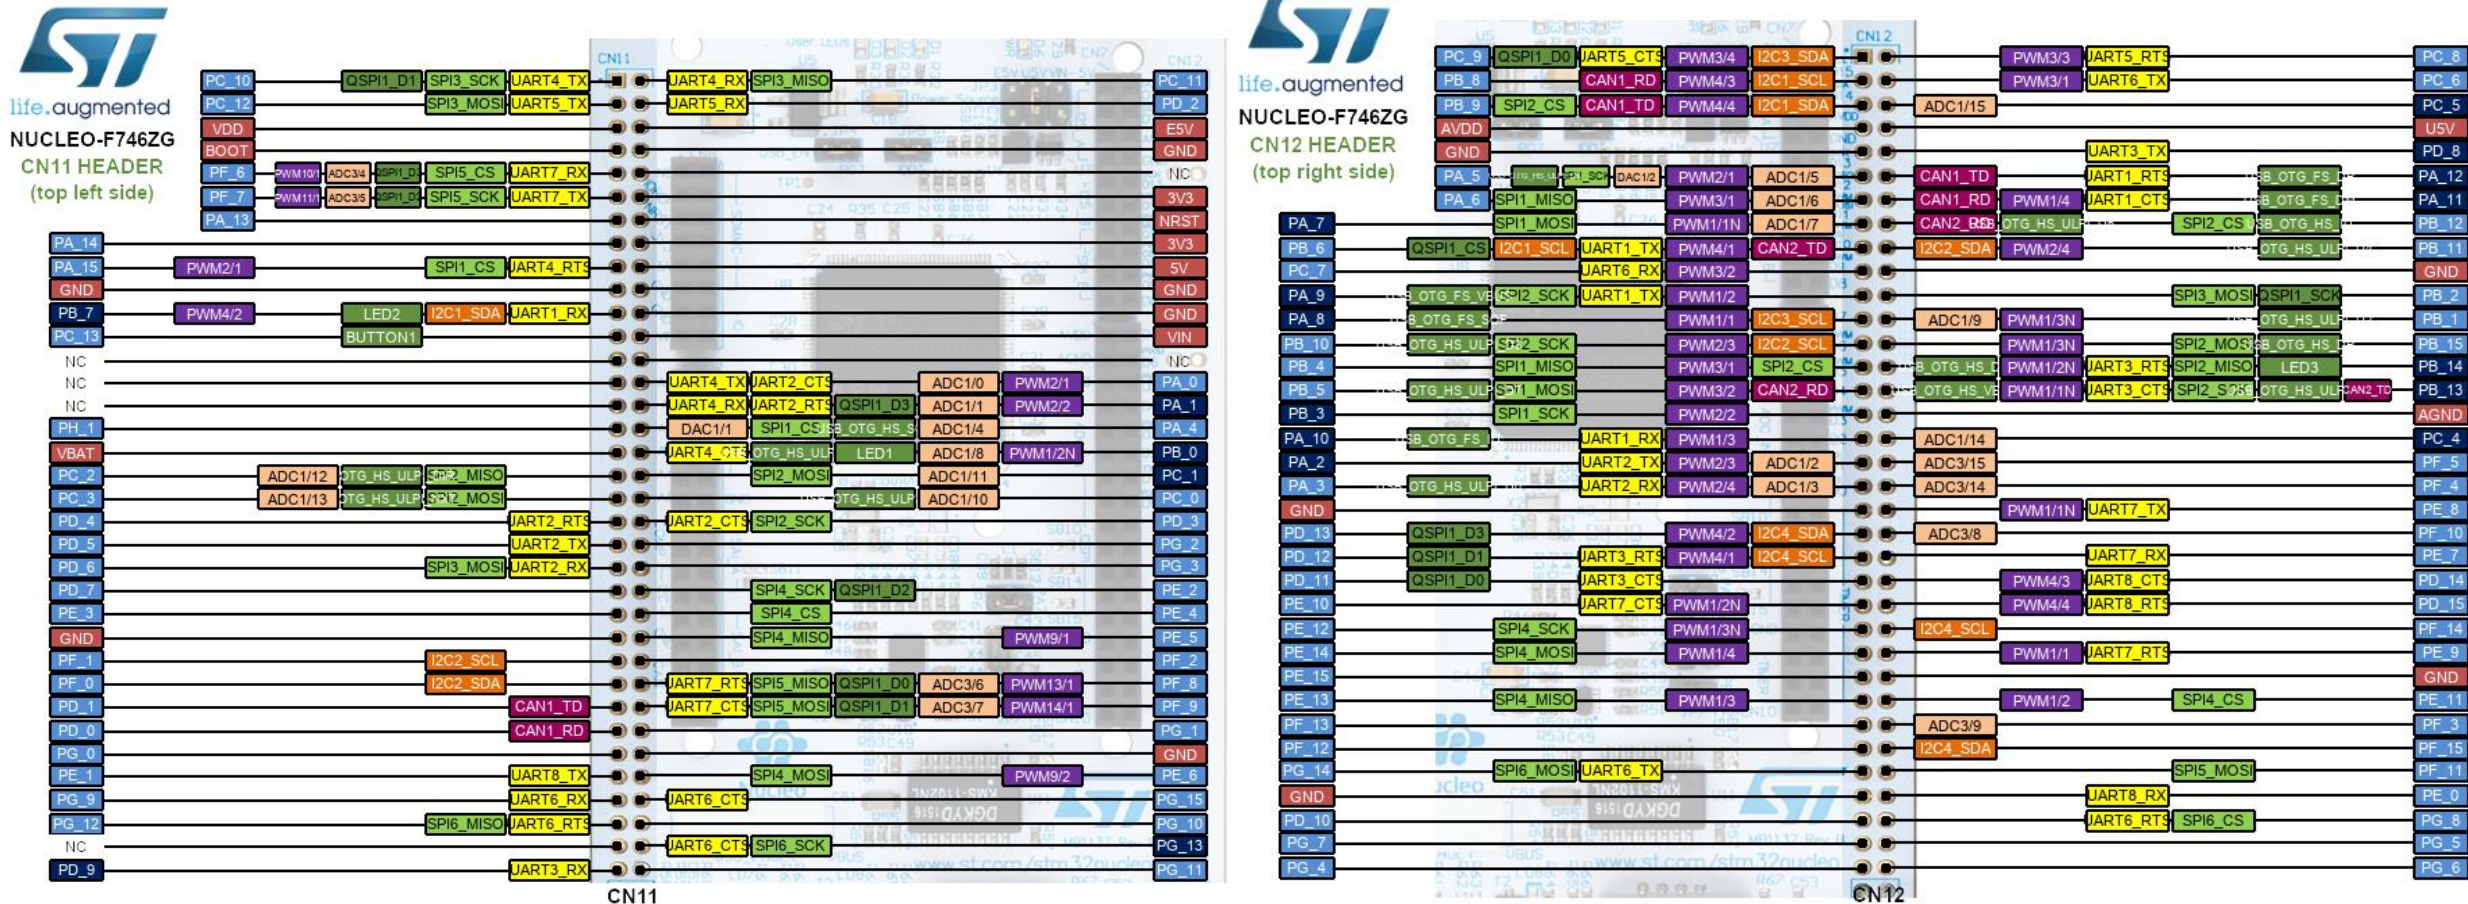 life.augmented
NUCLEO-F746ZG
CN11 HEADER
(top left side)
CN11
PC_10 QSPI1_D1 SPI3_SCK UART4_TX UART4_RX SPI3_MISO PC_11
PC_12 SPI3_MOSI UART5_TX UART5_RX PD_2
VDD E5V
BOOT GND
PF_6 PWM10/1 ADC3/4 SPI5_CS UART7_RX NC
PF_7 PWM11/1 ADC3/5 SPI5_SCK UART7_TX 3V3
PA_13 NRST
PA_14 3V3
PA_15 PWM2/1 SPI1_CS UART4_RTS 5V
GND GND
PB_7 PWM4/2 LED2 I2C1_SDA UART1_RX GND
PC_13 BUTTON1 VIN
NC NC
NC UART4_TX UART2_CTS ADC1/0 PWM2/1 PA_0
NC UART4_RX UART2_RTS QSPI1_D3 ADC1/1 PWM2/2 PA_1
PH_1 DAC1/1 SPI1_CS ADC1/4 PA_4
VBAT LED1 ADC1/8 PWM1/2N PB_0
PC_2 ADC1/12 SPI2_MOSI ADC1/11 PC_1
PC_3 ADC1/13 ADC1/10 PC_0
PD_4 UART2_RTS UART2_CTS SPI2_SCK PD_3
PD_5 UART2_TX PG_2
PD_6 SPI3_MOSI UART2_RX PG_3
PD_7 SPI4_SCK QSPI1_D2 PE_2
PE_3 SPI4_CS PE_4
GND SPI4_MISO PWM9/1 PE_5
PF_1 I2C2_SCL PF_2
PF_0 I2C2_SDA UART7_RTS SPI5_MISO QSPI1_D0 ADC3/6 PWM13/1 PF_8
PD_1 CAN1_TD UART7_CTS SPI5_MOSI QSPI1_D1 ADC3/7 PWM14/1 PF_9
PD_0 CAN1_RD PG_1
PG_0 GND
PE_1 UART8_TX SPI4_MOSI PWM9/2 PE_6
PG_9 UART6_RX UART6_CTS PG_15
PG_12 SPI6_MISO UART6_RTS PG_10
NC UART6_CTS SPI6_SCK PG_13
PD_9 UART3_RX PG_11
www.st.com/stm32nucleo
CN11
life.augmented
NUCLEO-F746ZG
CN12 HEADER
(top right side)
CN12
PC_9 QSPI1_D0 UART5_CTS PWM3/4 I2C3_SDA PWM3/3 UART5_RTS PC_8
PB_8 CAN1_RD PWM4/3 I2C1_SCL PWM3/1 UART6_TX PC_6
PB_9 SPI2_CS CAN1_TD PWM4/4 I2C1_SDA ADC1/15 PC_5
AVDD U5V
GND UART3_TX PD_8
PA_5 DAC1/2 PWM2/1 ADC1/5 CAN1_TD UART1_RTS PA_12
PA_6 SPI1_MISO PWM3/1 ADC1/6 CAN1_RD PWM1/4 UART1_CTS PA_11
PA_7 SPI1_MOSI PWM1/1N ADC1/7 SPI2_CS PB_12
PB_6 QSPI1_CS I2C1_SCL UART1_TX PWM4/1 CAN2_TD I2C2_SDA PWM2/4 PB_11
PC_7 UART6_RX PWM3/2 GND
PA_9 SPI2_SCK UART1_TX PWM1/2 SPI3_MOSI QSPI1_SCK PB_2
PA_8 PWM1/1 I2C3_SCL ADC1/9 PWM1/3N PB_1
PB_10 PWM2/3 I2C2_SCL PWM1/3N PB_15
PB_4 SPI1_MISO PWM3/1 SPI2_CS PWM1/2N UART3_RTS SPI2_MISO LED3 PB_14
PB_5 PWM3/2 CAN2_RD PWM1/1N UART3_CTS CAN2_TD PB_13
PB_3 SPI1_SCK PWM2/2 AGND
PA_10 UART1_RX PWM1/3 ADC1/14 PC_4
PA_2 UART2_TX PWM2/3 ADC1/2 ADC3/15 PF_5
PA_3 UART2_RX PWM2/4 ADC1/3 ADC3/14 PF_4
GND PWM1/1N UART7_TX PE_8
PD_13 QSPI1_D3 PWM4/2 I2C4_SDA ADC3/8 PF_10
PD_12 QSPI1_D1 UART3_RTS PWM4/1 I2C4_SCL UART7_RX PE_7
PD_11 QSPI1_D0 UART3_CTS PWM4/3 UART8_CTS PD_14
PE_10 UART7_CTS PWM1/2N PWM4/4 UART8_RTS PD_15
PE_12 SPI4_SCK PWM1/3N I2C4_SCL PF_14
PE_14 SPI4_MOSI PWM1/4 PWM1/1 UART7_RTS PE_9
PE_15 GND
PE_13 SPI4_MISO PWM1/3 PWM1/2 SPI4_CS PE_11
PF_13 ADC3/9 PF_3
PF_12 I2C4_SDA PF_15
PG_14 SPI6_MOSI UART6_TX SPI5_MOSI PF_11
GND UART8_RX PE_0
PD_10 UART6_RTS SPI6_CS PG_8
PG_7 PG_5
PG_4 PG_6
www.st.com/stm32nucleo
CN12